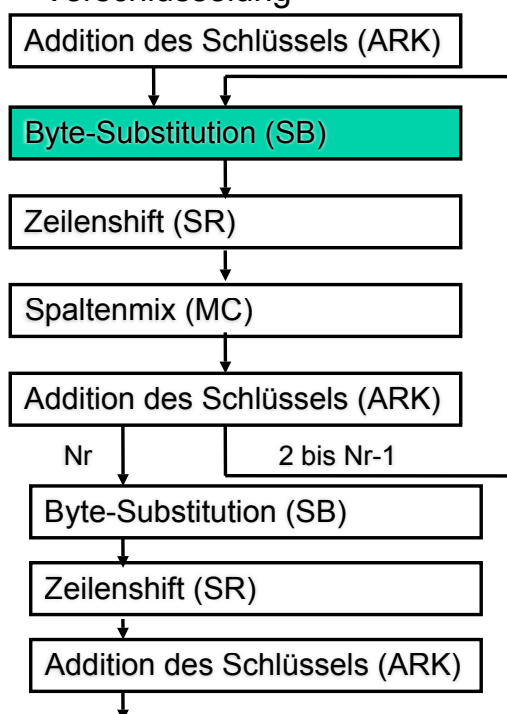 Addition des Schlüssels (ARK)
Byte-Substitution (SB)
Zeilenshift (SR)
Spaltenmix (MC)
Addition des Schlüssels (ARK)
Nr 2 bis Nr-1
Byte-Substitution (SB)
Zeilenshift (SR)
Addition des Schlüssels (ARK)